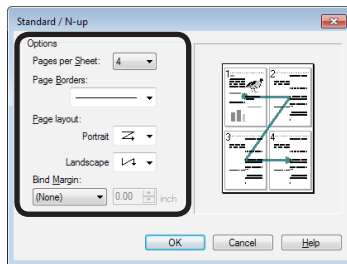 Standard / N-up
Options
Pages per Sheet: 4
Page Borders:
Page layout:
Portrait
Landscape
Bind Margin:
(None) 0.00 inch
1 2
3 4
OK Cancel Help